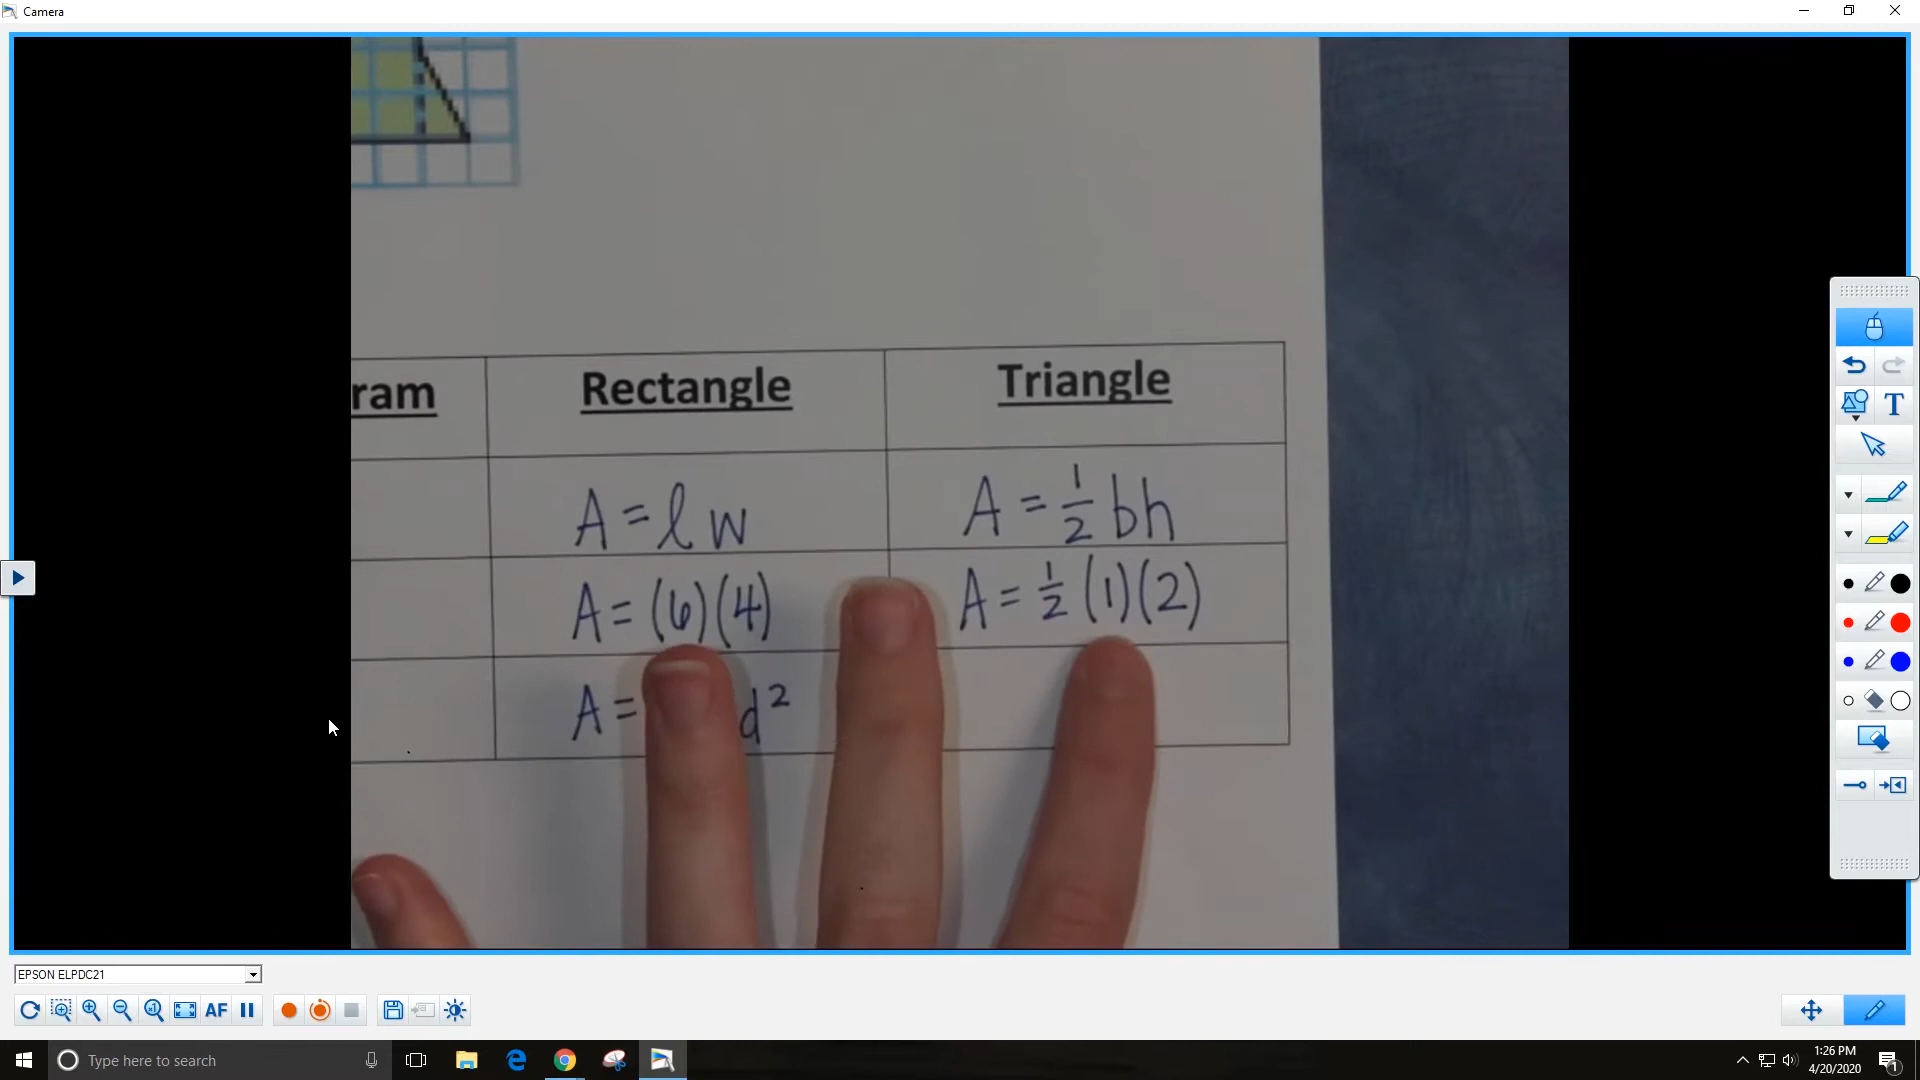 Camera
ram Rectangle Triangle
A = l w A = 1/2 bh
A = (6)(4) A = 1/2 (1)(2)
A = d²
T
EPSON ELPDC21
AF
Type here to search
1:26 PM
4/20/2020
1